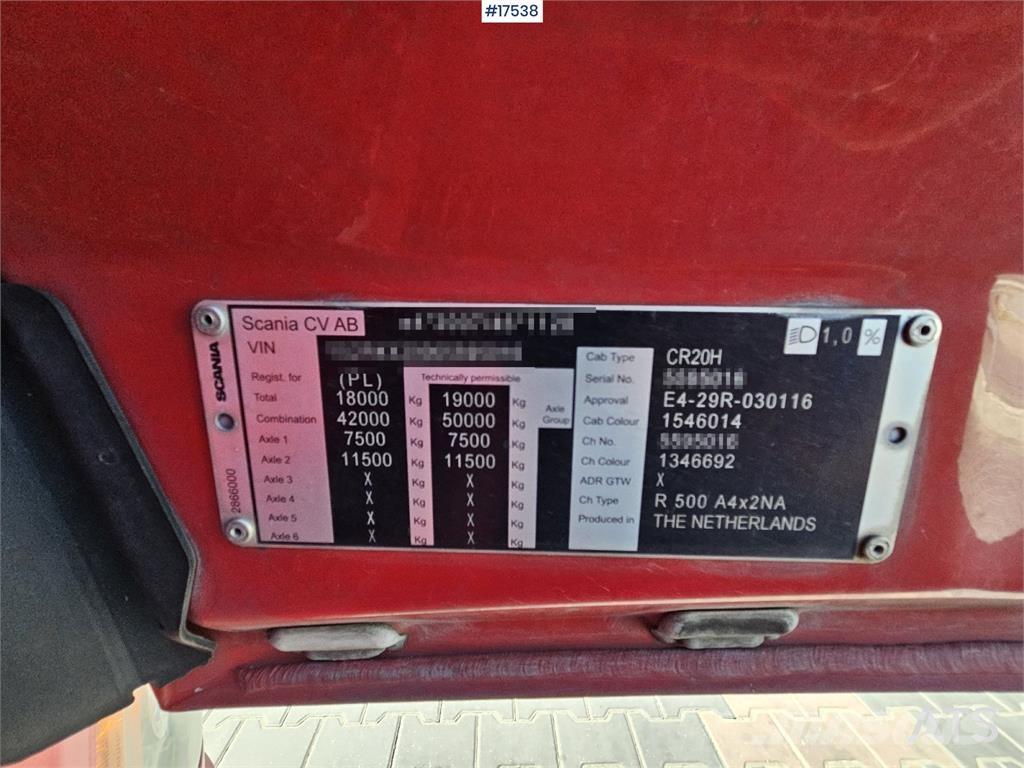 #17538
Scania CV AB
VIN
SCANIA
2866000
Regist. for (PL) Technically permissible
Total 18000 Kg 19000 Kg Axle Group
Combination 42000 Kg 50000 Kg
Axle 1 7500 Kg 7500 Kg
Axle 2 11500 Kg 11500 Kg
Axle 3 X Kg X Kg
Axle 4 X Kg X Kg
Axle 5 X Kg X Kg
Axle 6 X Kg X Kg
1,0 %
Cab Type CR20H
Serial No.
Approval E4-29R-030116
Cab Colour 1546014
Ch No.
Ch Colour 1346692
ADR GTW X
Ch Type R 500 A4x2NA
Produced in THE NETHERLANDS
ATS